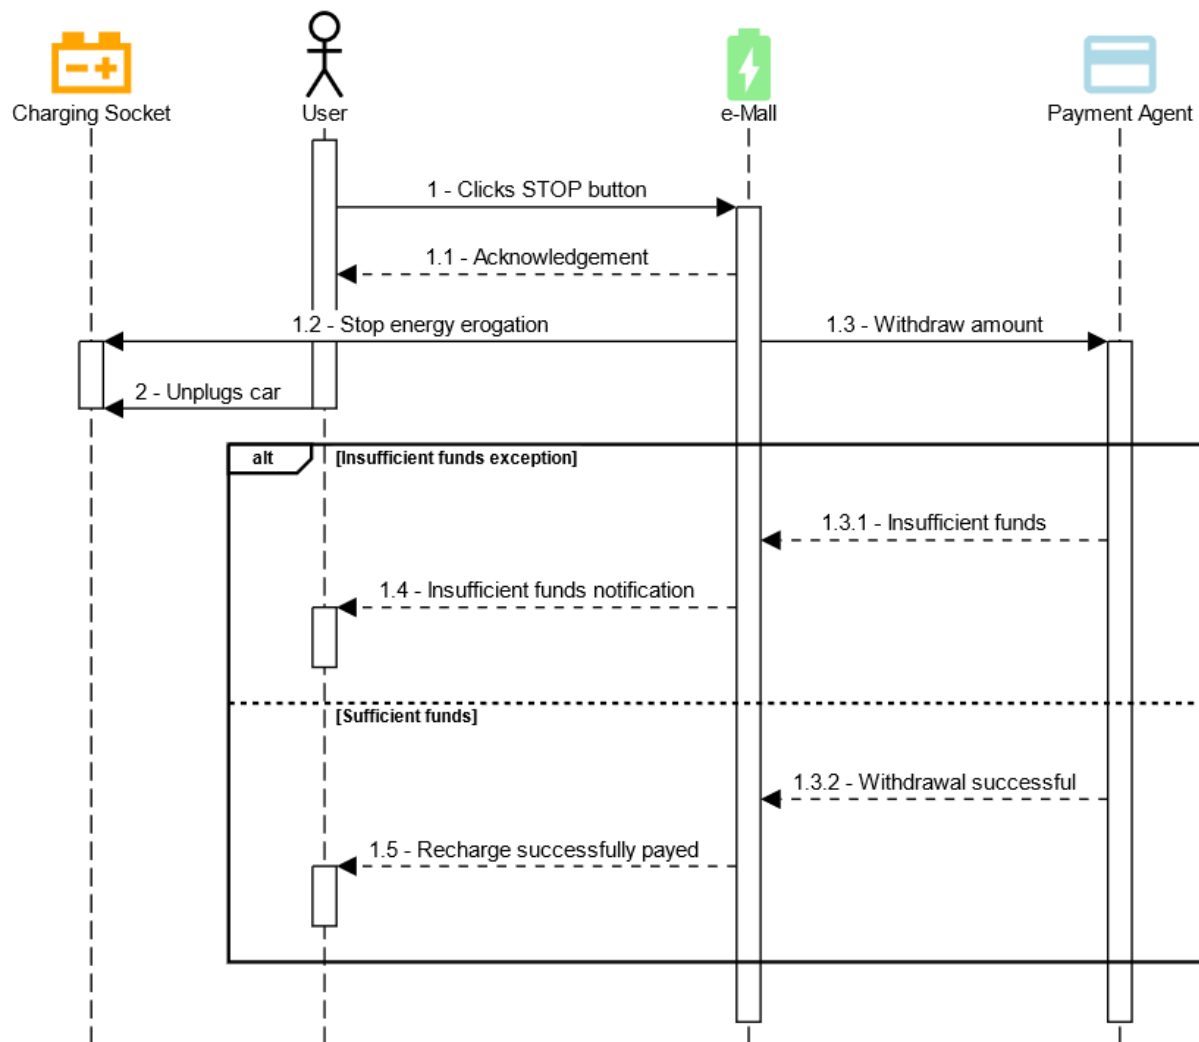 Charging Socket
User
e-Mall
Payment Agent
1 - Clicks STOP button
1.1 - Acknowledgement
1.2 - Stop energy erogation
1.3 - Withdraw amount
2 - Unplugs car
alt
[Insufficient funds exception]
1.3.1 - Insufficient funds
1.4 - Insufficient funds notification
[Sufficient funds]
1.3.2 - Withdrawal successful
1.5 - Recharge successfully payed